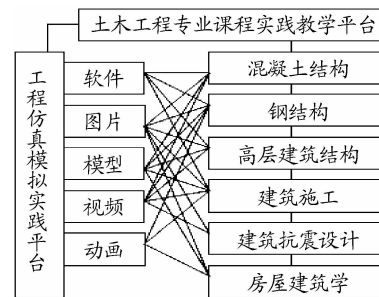 土木工程专业课程实践教学平台
工程仿真模拟实践平台
软件
图片
模型
视频
动画
混凝土结构
钢结构
高层建筑结构
建筑施工
建筑抗震设计
房屋建筑学